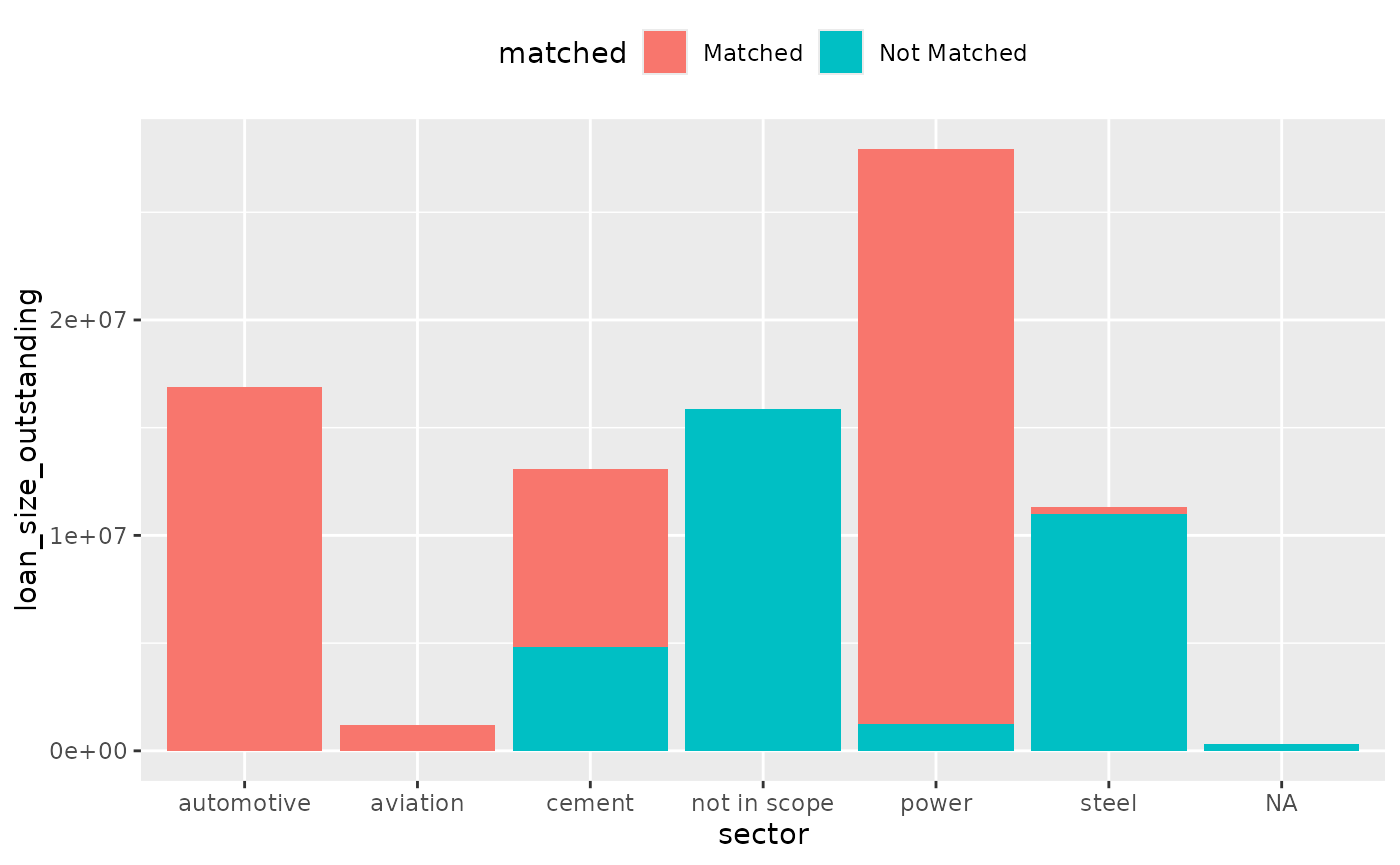 matched Matched Not Matched
loan_size_outstanding
2e+07
1e+07
0e+00
automotive aviation cement not in scope power steel NA
sector